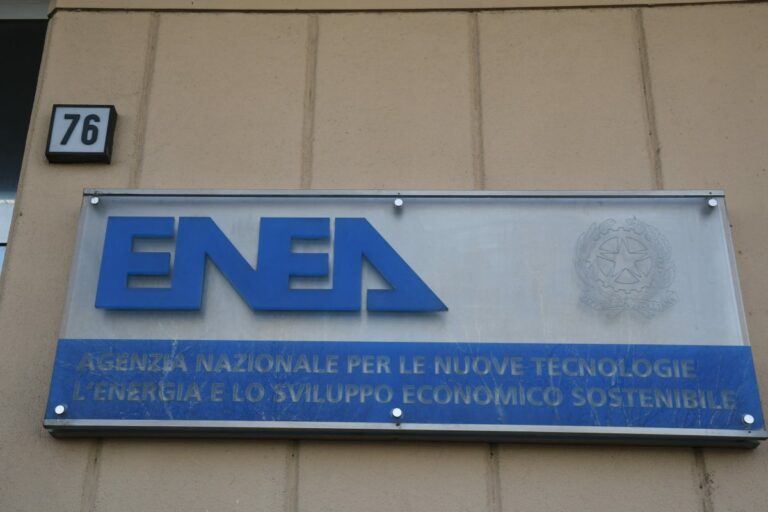 76
ENEA
AGENZIA NAZIONALE PER LE NUOVE TECNOLOGIE
L'ENERGIA E LO SVILUPPO ECONOMICO SOSTENIBILE